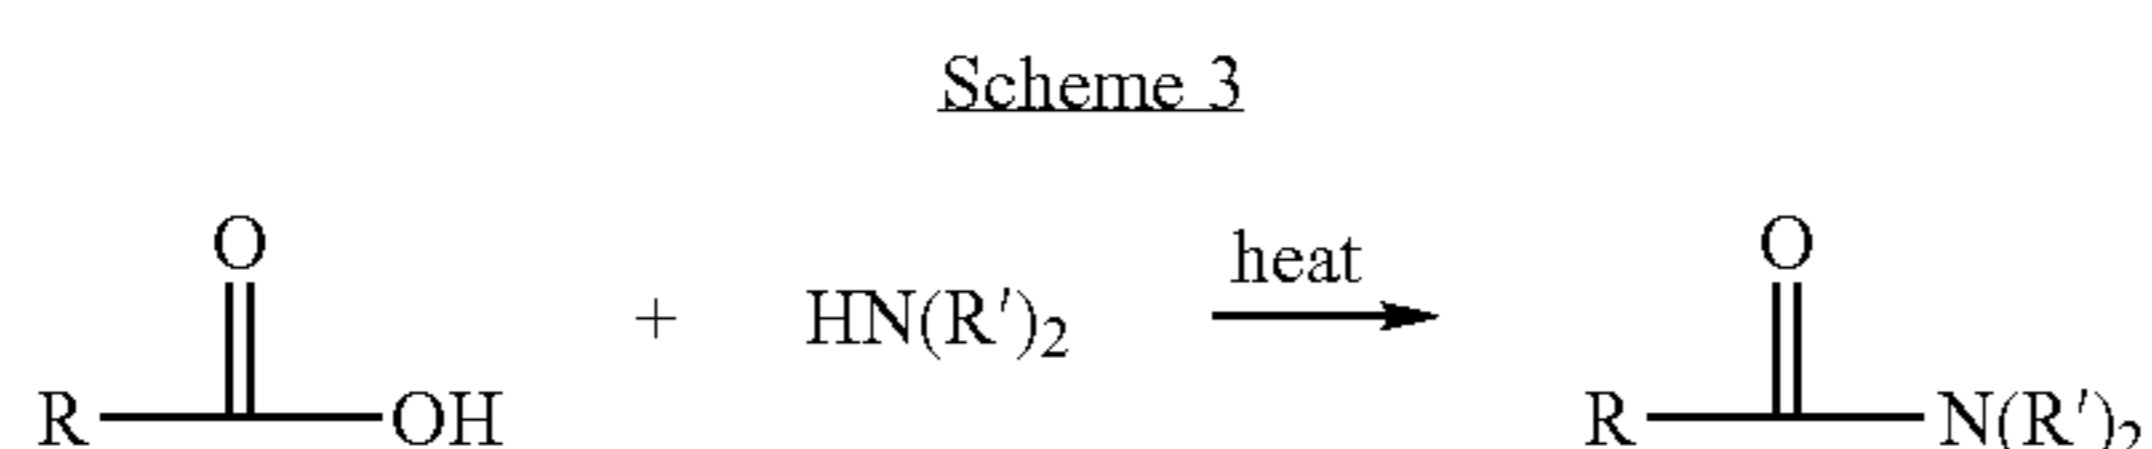 Scheme 3
O O
heat
+ HN(R′)₂
R OH R N(R′)₂